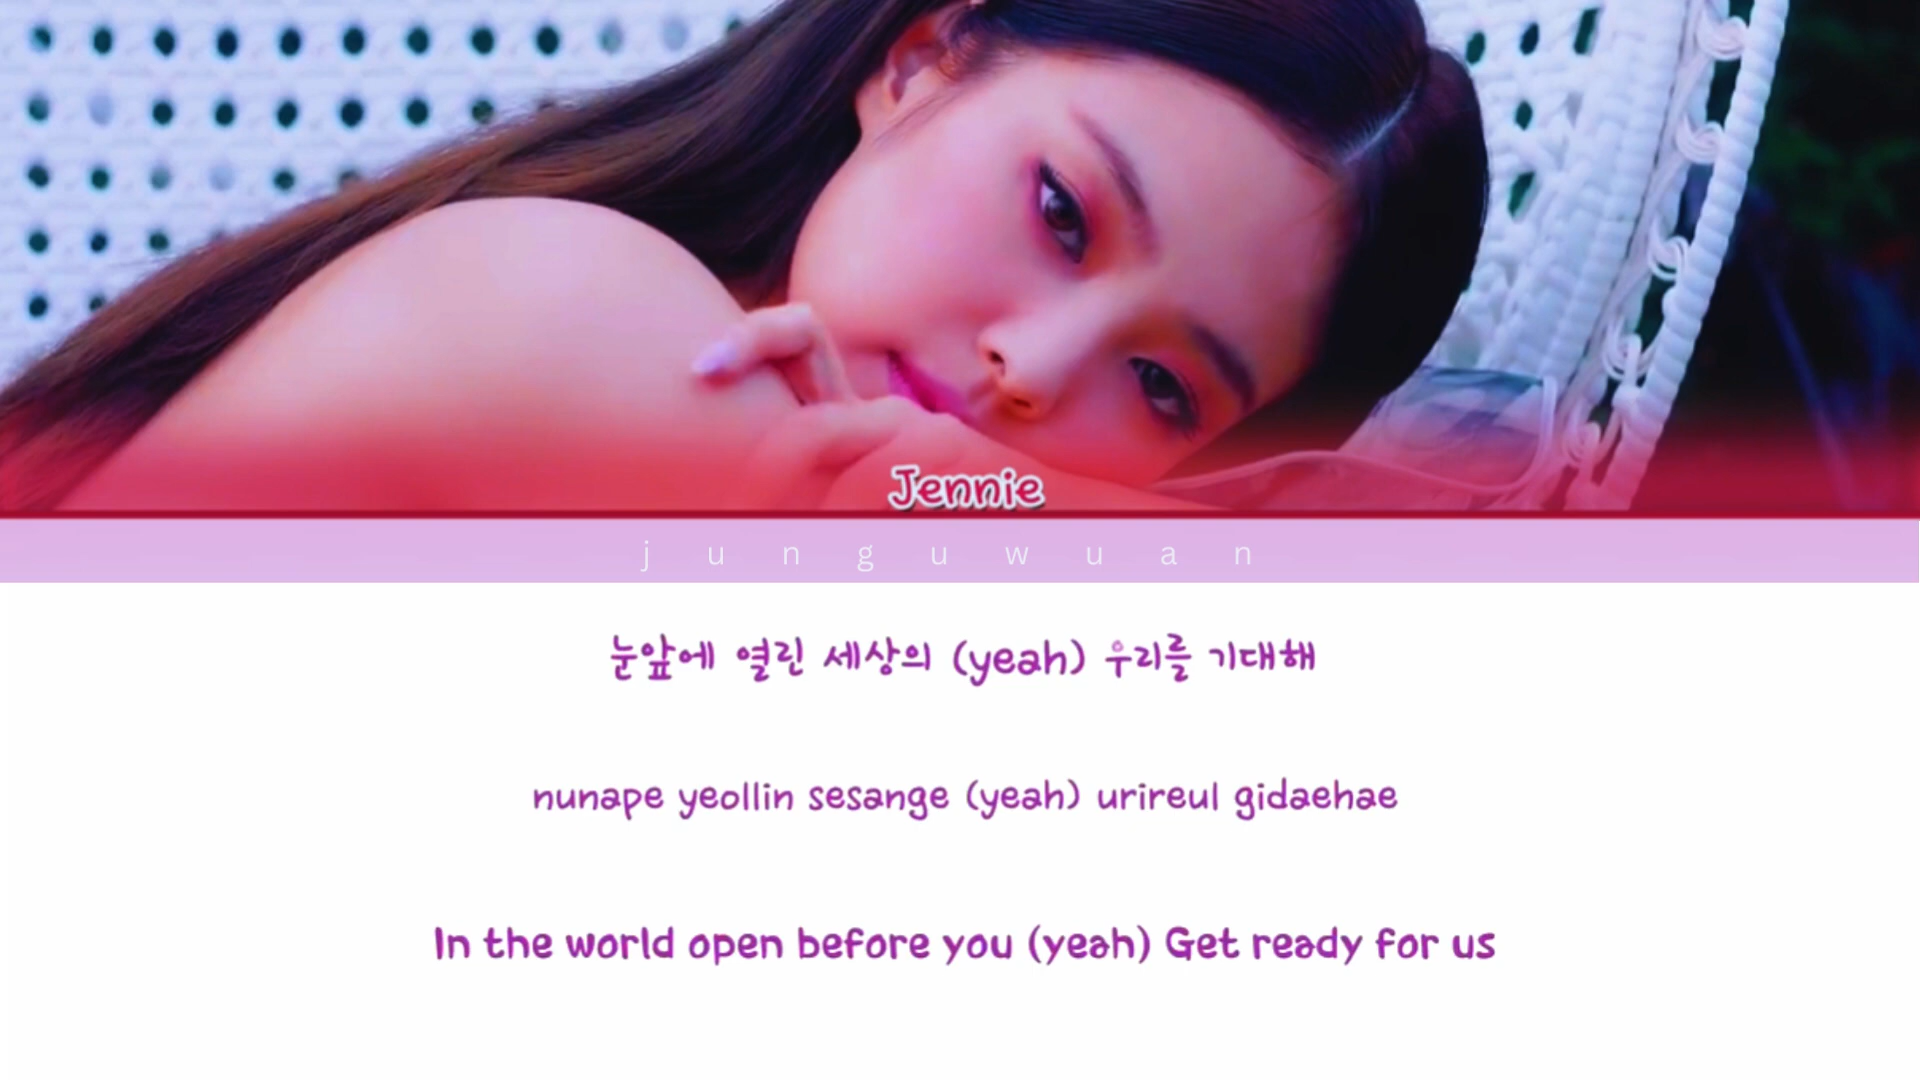 Jennie
junguwuan
눈앞에 열린 세상의 (yeah) 우리를 기대해
nunape yeollin sesange (yeah) urireul gidaehae
In the world open before you (yeah) Get ready for us